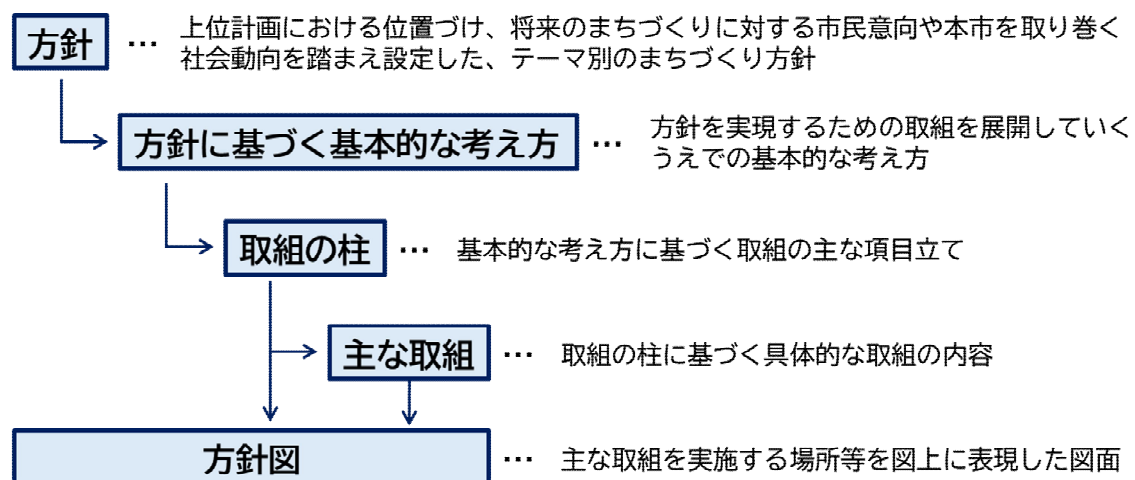 方針 … 上位計画における位置づけ、将来のまちづくりに対する市民意向や本市を取り巻く
社会動向を踏まえ設定した、テーマ別のまちづくり方針
方針に基づく基本的な考え方 … 方針を実現するための取組を展開していく
うえでの基本的な考え方
取組の柱 … 基本的な考え方に基づく取組の主な項目立て
主な取組 … 取組の柱に基づく具体的な取組の内容
方針図 … 主な取組を実施する場所等を図上に表現した図面